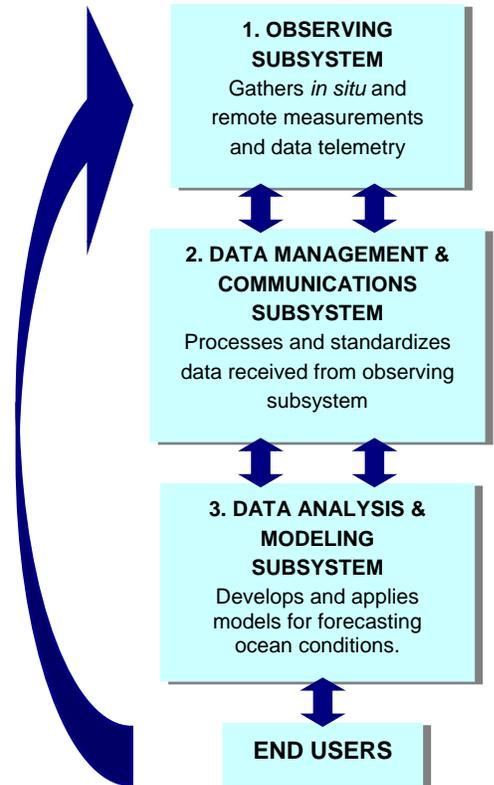 1. OBSERVING
SUBSYSTEM
Gathers in situ and
remote measurements
and data telemetry
2. DATA MANAGEMENT &
COMMUNICATIONS
SUBSYSTEM
Processes and standardizes
data received from observing
subsystem
3. DATA ANALYSIS &
MODELING
SUBSYSTEM
Develops and applies
models for forecasting
ocean conditions.
END USERS